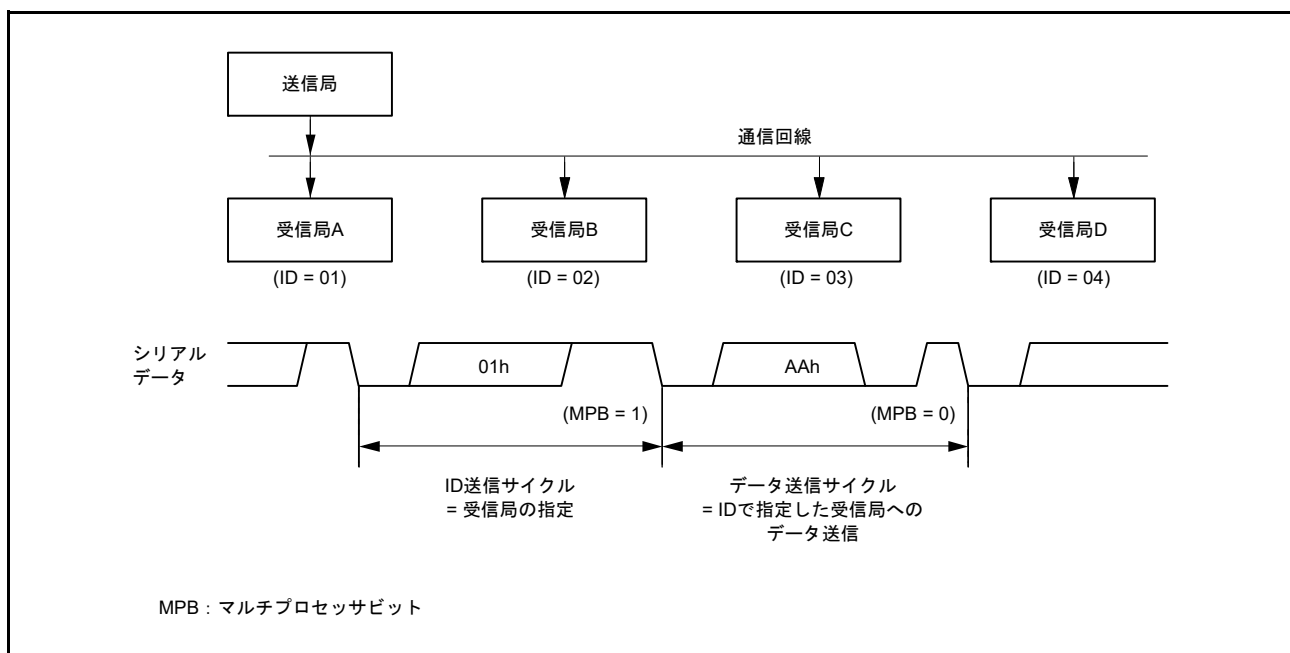 送信局
通信回線
受信局A
受信局B
受信局C
受信局D
(ID = 01)
(ID = 02)
(ID = 03)
(ID = 04)
シリアル
データ
01h
AAh
(MPB = 1)
(MPB = 0)
ID送信サイクル
= 受信局の指定
データ送信サイクル
= IDで指定した受信局への
データ送信
MPB：マルチプロセッサビット